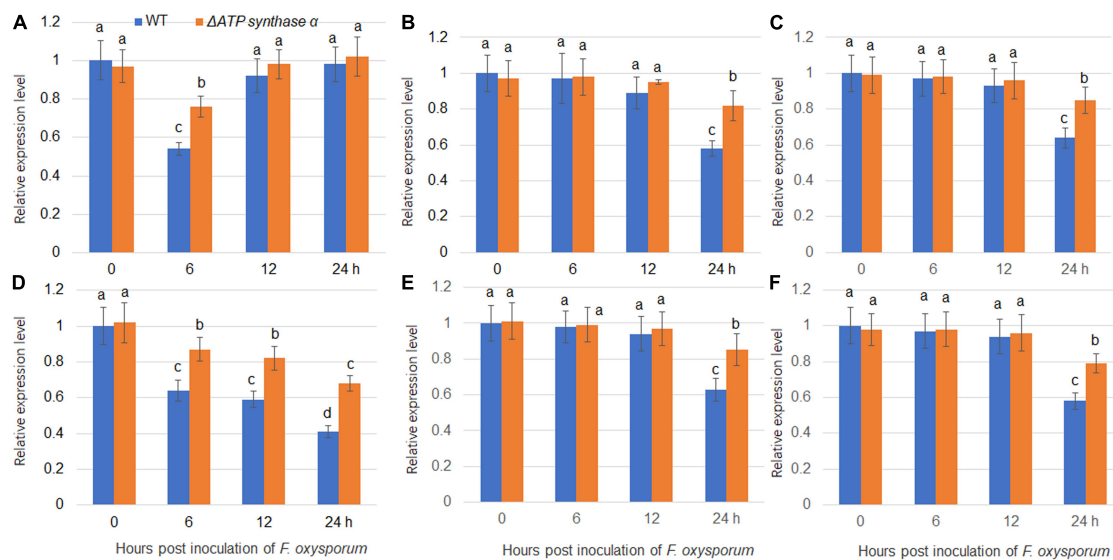 A
WT ΔATP synthase α
Relative expression level
1.2
1
0.8
0.6
0.4
0.2
0
a a
c b
a a
a a
0 6 12 24 h
B
Relative expression level
1.2
1
0.8
0.6
0.4
0.2
0
a a
a a
a a
c b
0 6 12 24 h
C
Relative expression level
1.2
1
0.8
0.6
0.4
0.2
0
a a
a a
a a
c b
0 6 12 24 h
D
Relative expression level
1.2
1
0.8
0.6
0.4
0.2
0
a a
c b
c b
d c
0 6 12 24 h
Hours post inoculation of F. oxysporum
E
Relative expression level
1.2
1
0.8
0.6
0.4
0.2
0
a a
a a
a a
c b
0 6 12 24 h
Hours post inoculation of F. oxysporum
F
Relative expression level
1.2
1
0.8
0.6
0.4
0.2
0
a a
a a
a a
c b
0 6 12 24 h
Hours post inoculation of F. oxysporum